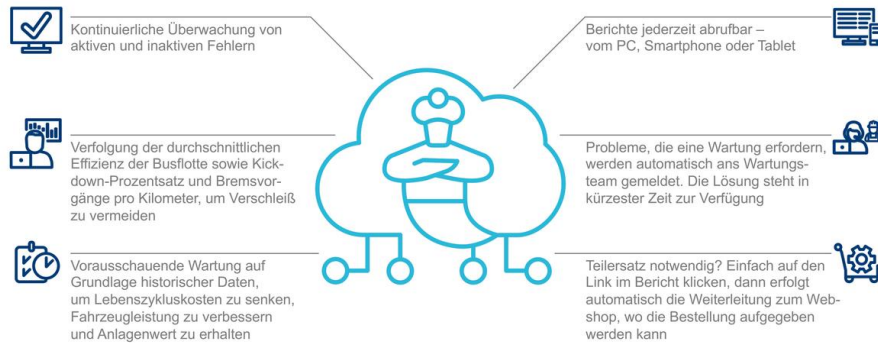 Kontinuierliche Überwachung von
aktiven und inaktiven Fehlern
Verfolgung der durchschnittlichen
Effizienz der Busflotte sowie Kick-
down-Prozentsatz und Bremsvor-
gänge pro Kilometer, um Verschleiß
zu vermeiden
Vorausschauende Wartung auf
Grundlage historischer Daten,
um Lebenszykluskosten zu senken,
Fahrzeugleistung zu verbessern
und Anlagenwert zu erhalten
Berichte jederzeit abrufbar –
vom PC, Smartphone oder Tablet
Probleme, die eine Wartung erfordern,
werden automatisch ans Wartungs-
team gemeldet. Die Lösung steht in
kürzester Zeit zur Verfügung
Teilersatz notwendig? Einfach auf den
Link im Bericht klicken, dann erfolgt
automatisch die Weiterleitung zum Web-
shop, wo die Bestellung aufgegeben
werden kann